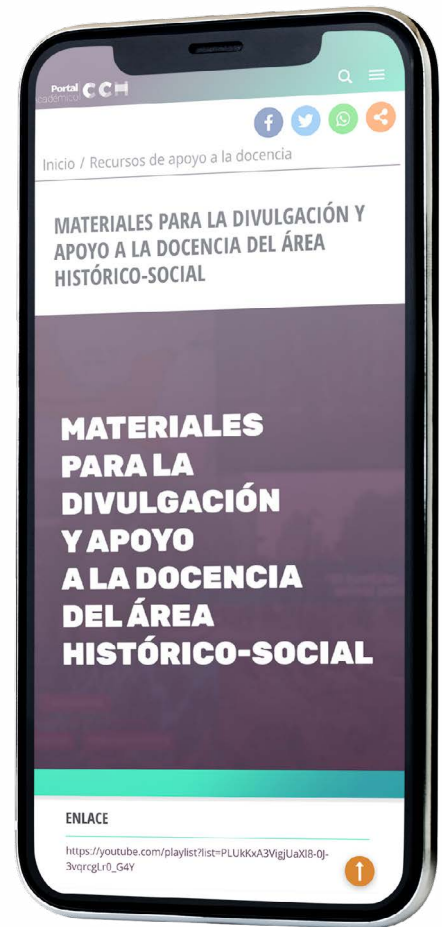 Portal CCH
académico
Inicio / Recursos de apoyo a la docencia
MATERIALES PARA LA DIVULGACIÓN Y
APOYO A LA DOCENCIA DEL ÁREA
HISTÓRICO-SOCIAL
MATERIALES
PARA LA
DIVULGACIÓN
Y APOYO
A LA DOCENCIA
DEL ÁREA
HISTÓRICO-SOCIAL
ENLACE
https://youtube.com/playlist?list=PLUkKxA3VigjUaXl8-0J-
3vqrcgLr0_G4Y